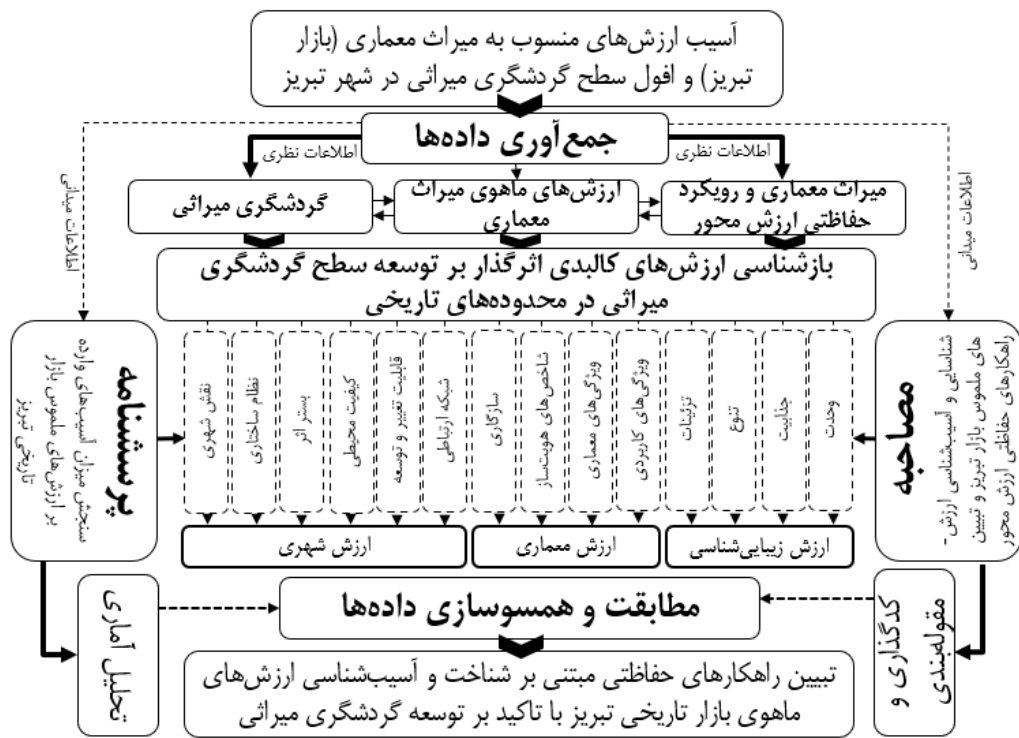 آسیب ارزش‌های منسوب به میراث معماری (بازار
تبریز) و افول سطح گردشگری میراثی در شهر تبریز
جمع‌آوری داده‌ها
اطلاعات نظری
اطلاعات نظری
اطلاعات میدانی
اطلاعات میدانی
میراث معماری و رویکرد
حفاظتی ارزش محور
ارزش‌های ماهوی میراث
معماری
گردشگری میراثی
بازشناسی ارزش‌های کالبدی اثرگذار بر توسعه سطح گردشگری
میراثی در محدوده‌های تاریخی
مصاحبه
شناسایی و آسیب‌شناسی ارزش-
های ملموس بازار تبریز و تبیین
راهکارهای حفاظتی ارزش محور
وحدت
جذابیت
تنوع
تزئینات
ویژگی‌های کاربردی
ویژگی‌های معماری
شاخص‌های هویت‌ساز
سازگاری
شبکه ارتباطی
قابلیت تغییر و توسعه
کیفیت محیطی
بستر اثر
نظام ساختاری
نقش شهری
پرسشنامه
سنجش میزان آسیب‌های وارده
بر ارزش‌های ملموس بازار
تاریخی تبریز
ارزش زیبایی‌شناسی
ارزش معماری
ارزش شهری
کدگذاری و
مقوله‌بندی
مطابقت و همسوسازی داده‌ها
تحلیل آماری
تبیین راهکارهای حفاظتی مبتنی بر شناخت و آسیب‌شناسی ارزش‌های
ماهوی بازار تاریخی تبریز با تاکید بر توسعه گردشگری میراثی